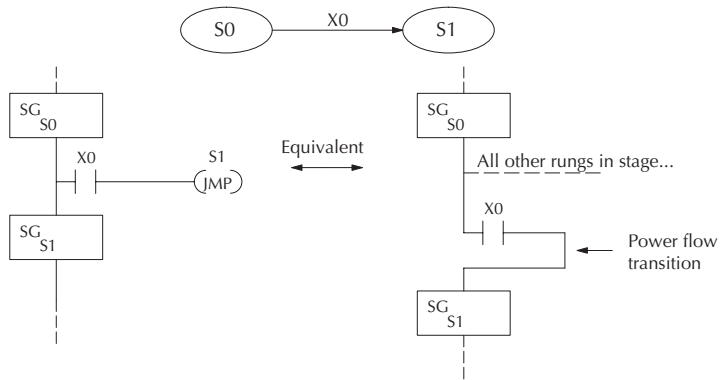 S0
X0
S1
SG
S0
X0
S1
JMP
SG
S1
Equivalent
SG
S0
All other rungs in stage...
X0
Power flow
transition
SG
S1